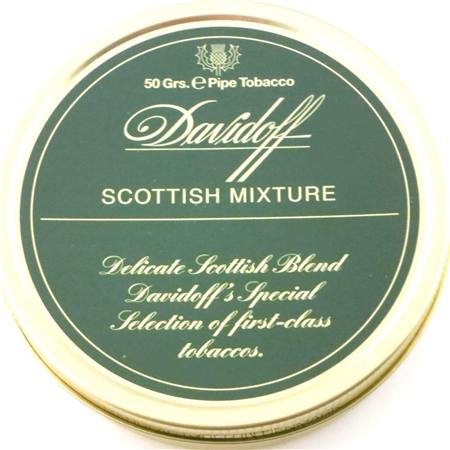 50 Grs. ℮ Pipe Tobacco
Davidoff
SCOTTISH MIXTURE
Delicate Scottish Blend
Davidoff's Special
Selection of first-class
tobaccos.